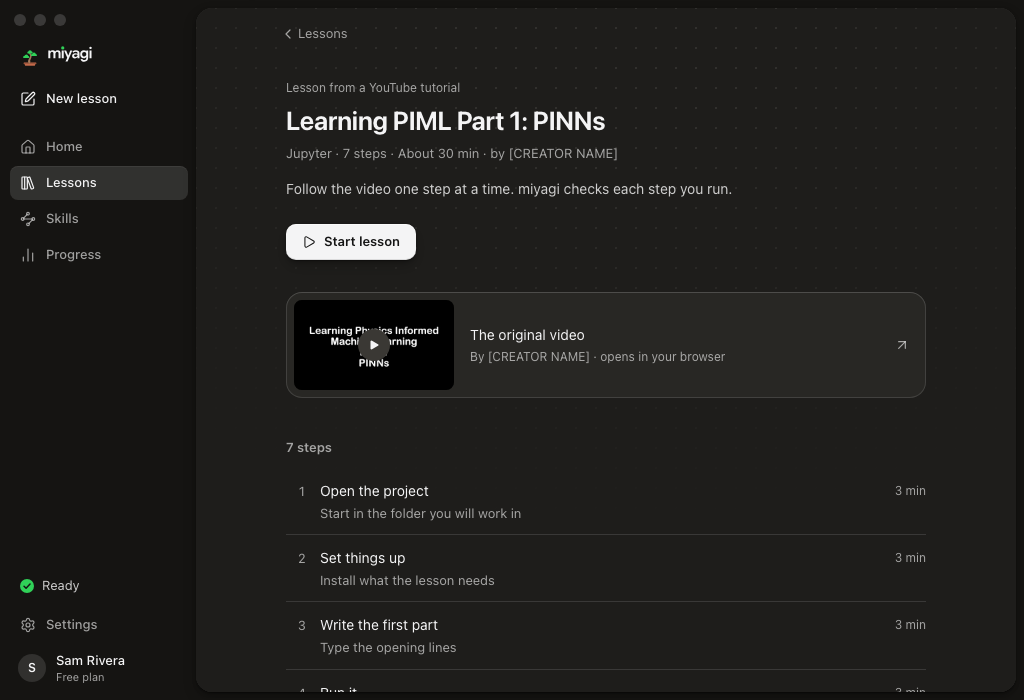 miyagi
New lesson
Home
Lessons
Skills
Progress
Ready
Settings
S
Sam Rivera
Free plan
Lessons
Lesson from a YouTube tutorial
Learning PIML Part 1: PINNs
Jupyter · 7 steps · About 30 min · by [CREATOR NAME]
Follow the video one step at a time. miyagi checks each step you run.
Start lesson
Learning Physics Informed
PINNs
The original video
By [CREATOR NAME] · opens in your browser
7 steps
1 Open the project 3 min
Start in the folder you will work in
2 Set things up 3 min
Install what the lesson needs
3 Write the first part 3 min
Type the opening lines
4 Run it 3 min